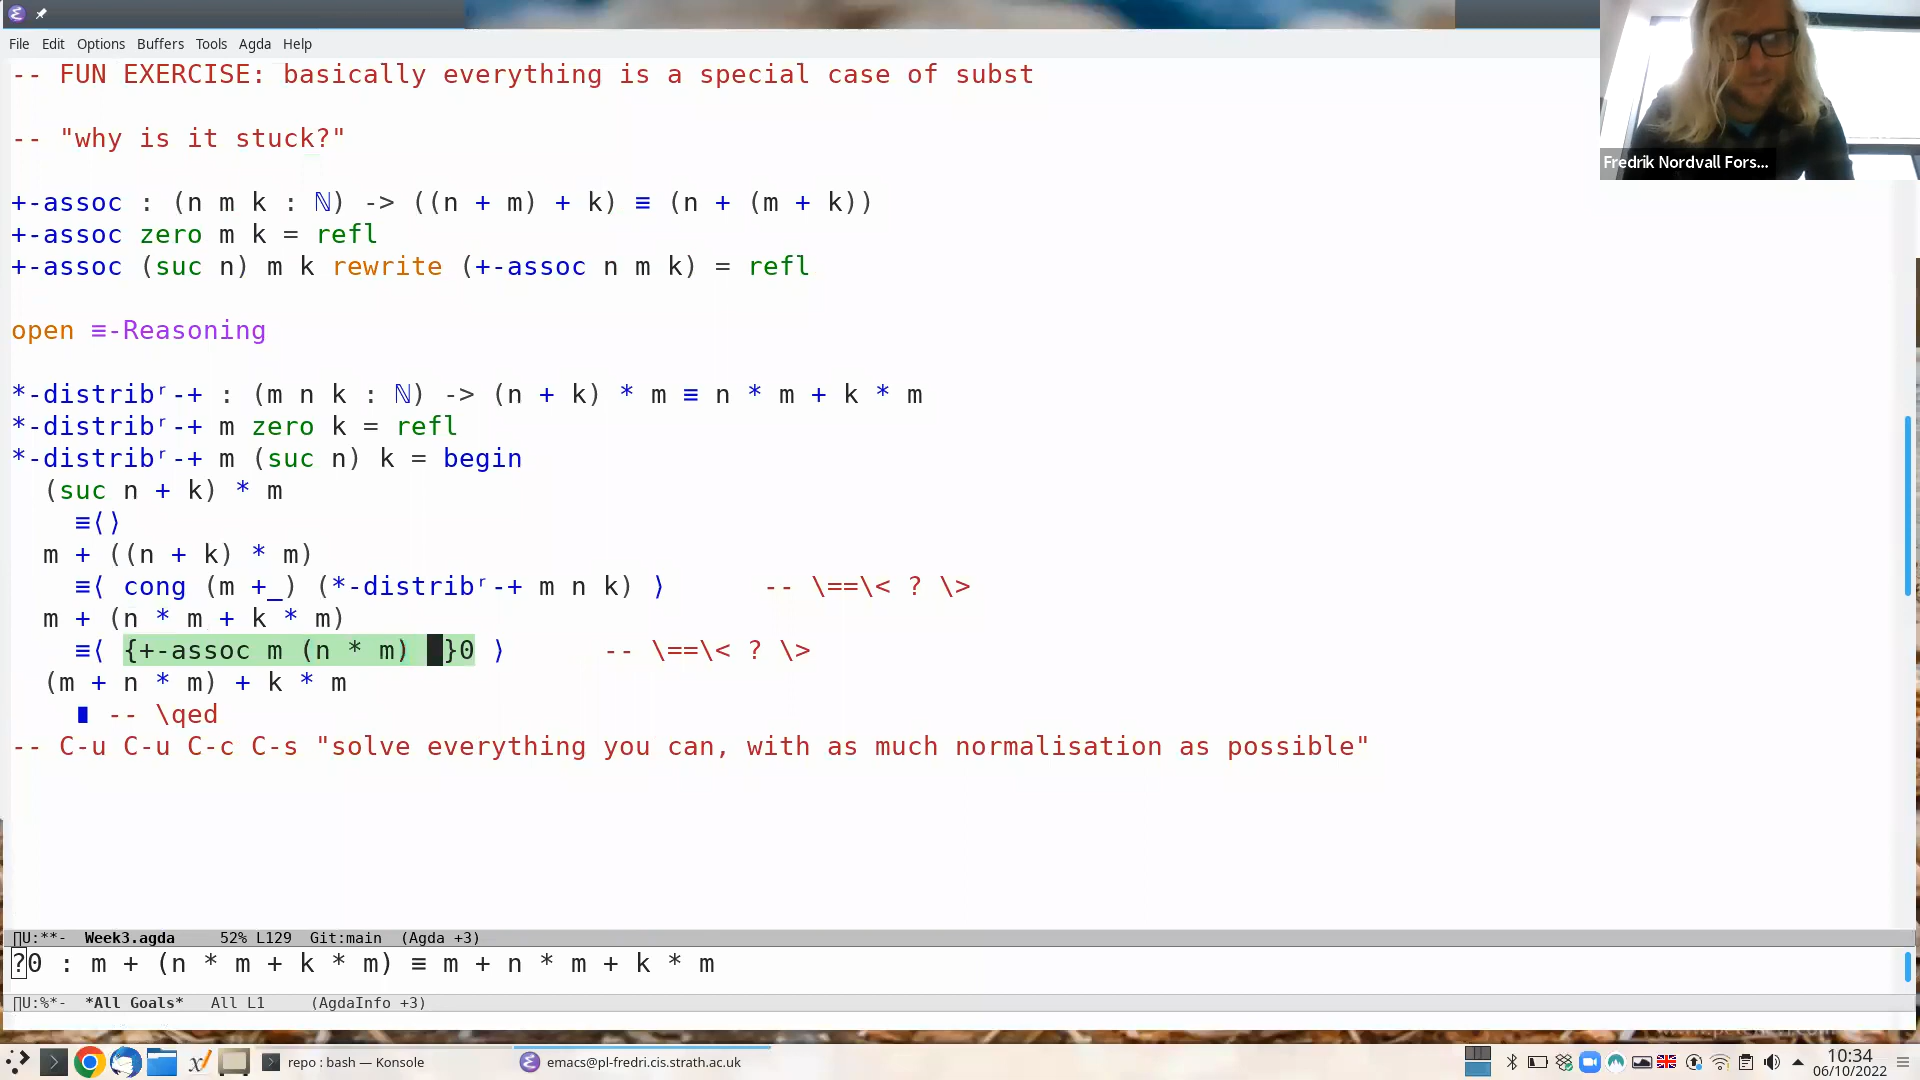 File Edit Options Buffers Tools Agda Help
-- FUN EXERCISE: basically everything is a special case of subst
-- "why is it stuck?"
+-assoc : (n m k : ℕ) -> ((n + m) + k) ≡ (n + (m + k))
+-assoc zero m k = refl
+-assoc (suc n) m k rewrite (+-assoc n m k) = refl
open ≡-Reasoning
*-distribʳ-+ : (m n k : ℕ) -> (n + k) * m ≡ n * m + k * m
*-distribʳ-+ m zero k = refl
*-distribʳ-+ m (suc n) k = begin
(suc n + k) * m
≡⟨⟩
m + ((n + k) * m)
≡⟨ cong (m +_) (*-distribʳ-+ m n k) ⟩ -- \==\< ? \>
m + (n * m + k * m)
≡⟨ {+-assoc m (n * m) }0 ⟩ -- \==\< ? \>
(m + n * m) + k * m
∎ -- \qed
-- C-u C-u C-c C-s "solve everything you can, with as much normalisation as possible"
Fredrik Nordvall Fors...
∏U:**- Week3.agda 52% L129 Git:main (Agda +3)
?0 : m + (n * m + k * m) ≡ m + n * m + k * m
∏U:%*- *All Goals* All L1 (AgdaInfo +3)
repo : bash — Konsole
emacs@pl-fredri.cis.strath.ac.uk
10:34
06/10/2022